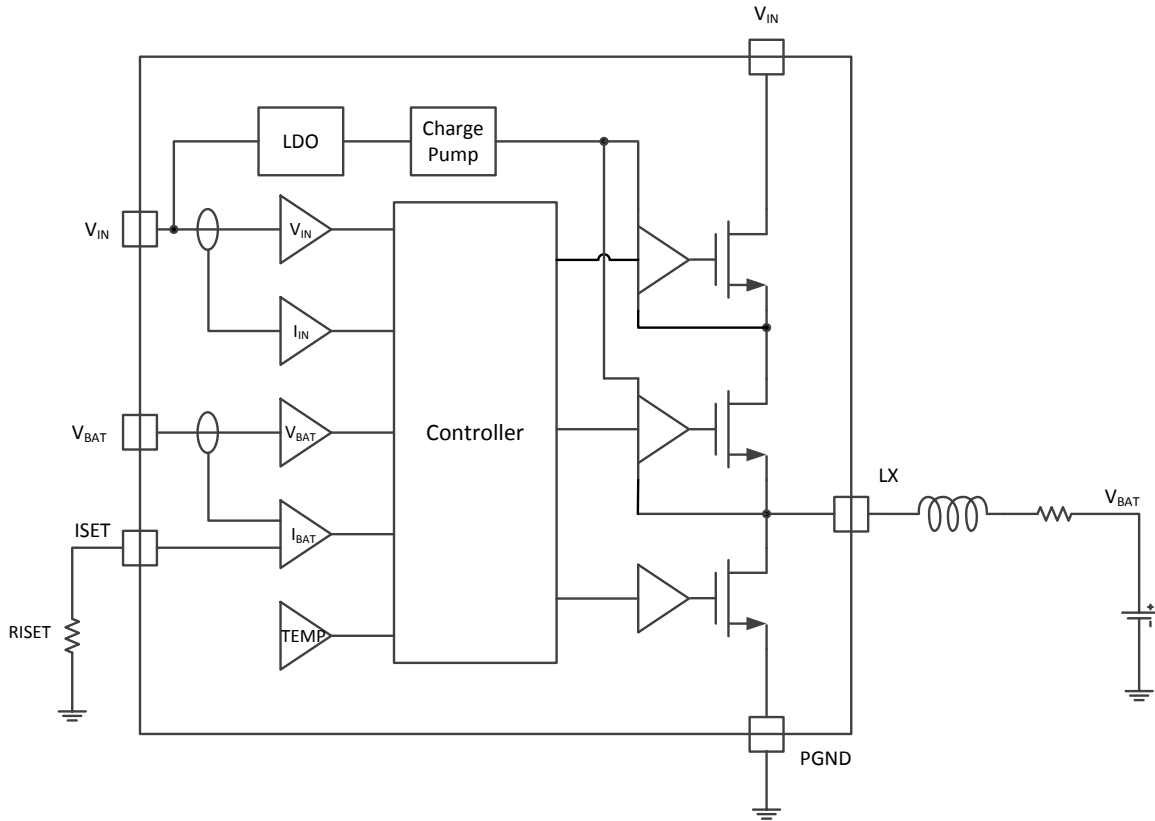 VIN
LDO
Charge
Pump
VIN
VIN
IIN
VBAT
VBAT
Controller
LX
VBAT
ISET
IBAT
RISET
TEMP
PGND
+
-